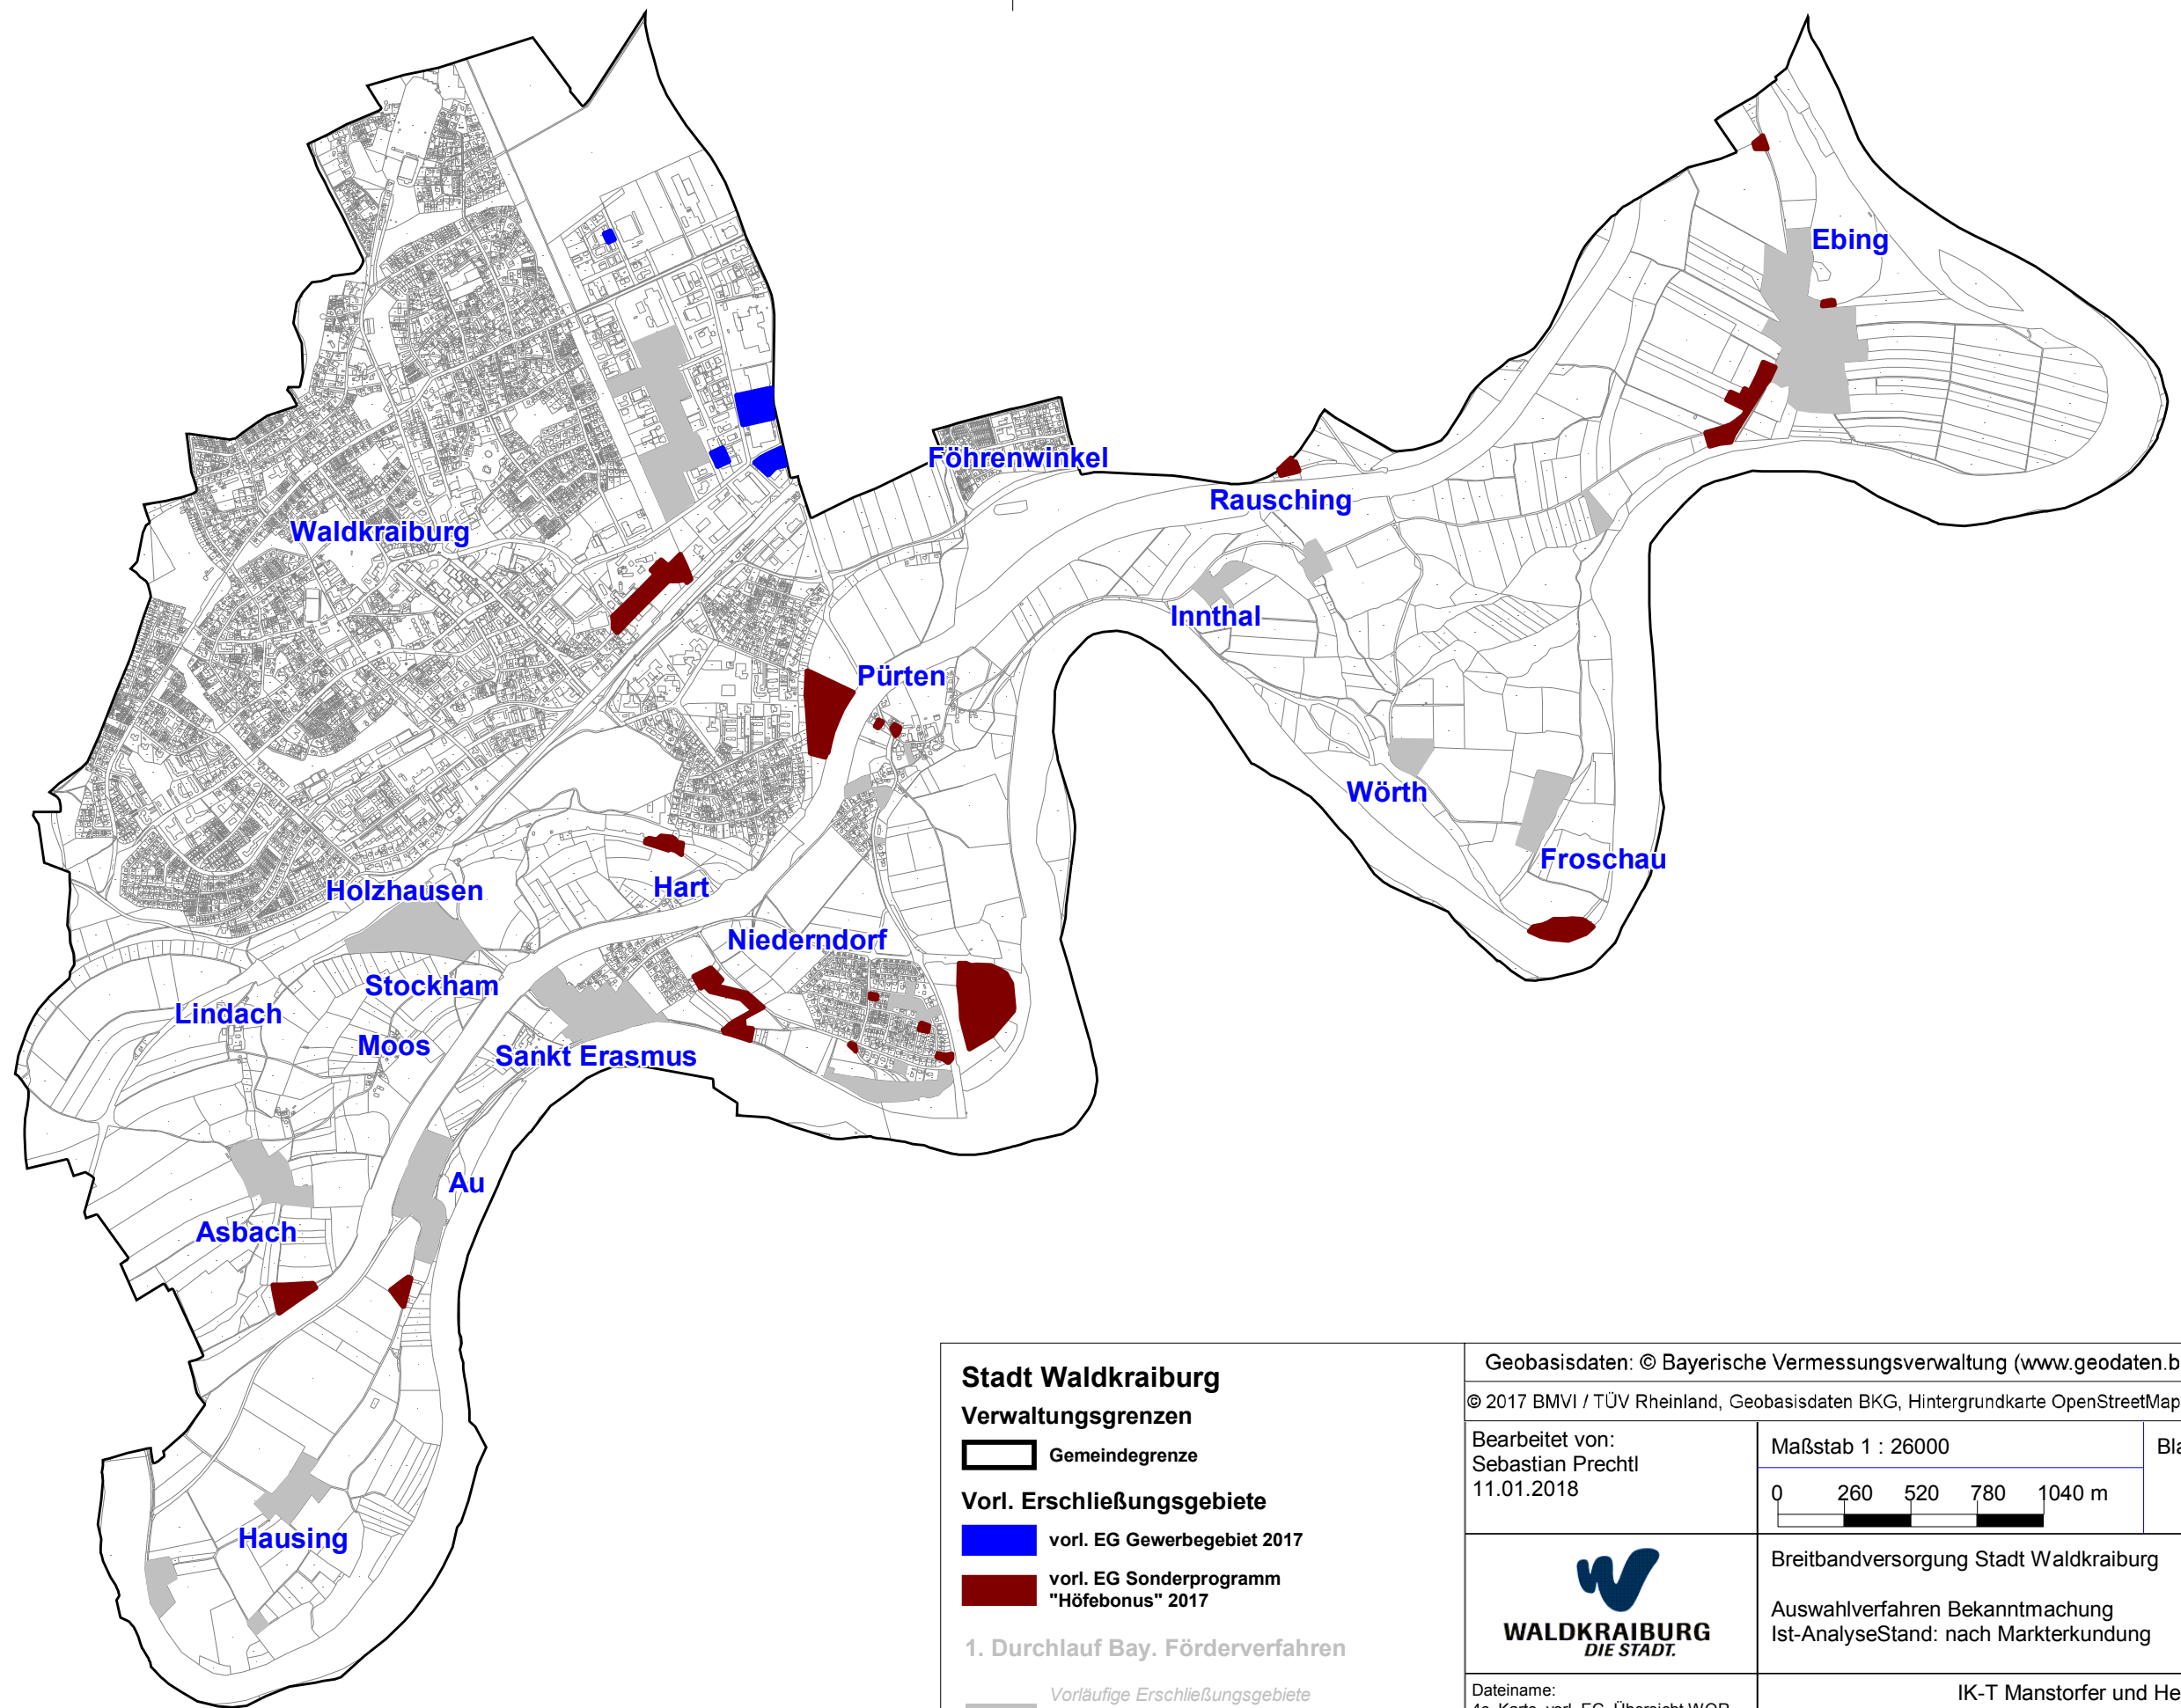 Ebing
Föhrenwinkel
Rausching
Waldkraiburg
Innthal
Pürten
Wörth
Froschau
Holzhausen
Hart
Niederndorf
Stockham
Lindach
Moos
Sankt Erasmus
Au
Asbach
Hausing
Stadt Waldkraiburg
Verwaltungsgrenzen
Gemeindegrenze
Vorl. Erschließungsgebiete
vorl. EG Gewerbegebiet 2017
vorl. EG Sonderprogramm
"Höfebonus" 2017
1. Durchlauf Bay. Förderverfahren
Vorläufige Erschließungsgebiete
Geobasisdaten: © Bayerische Vermessungsverwaltung (www.geodaten.b
© 2017 BMVI / TÜV Rheinland, Geobasisdaten BKG, Hintergrundkarte OpenStreetMap
Bearbeitet von:
Sebastian Prechtl
11.01.2018
Maßstab 1 : 26000
0 260 520 780 1040 m
Bla
WALDKRAIBURG
DIE STADT.
Breitbandversorgung Stadt Waldkraiburg
Auswahlverfahren Bekanntmachung
Ist-AnalyseStand: nach Markterkundung
Dateiname:
IK-T Manstorfer und He